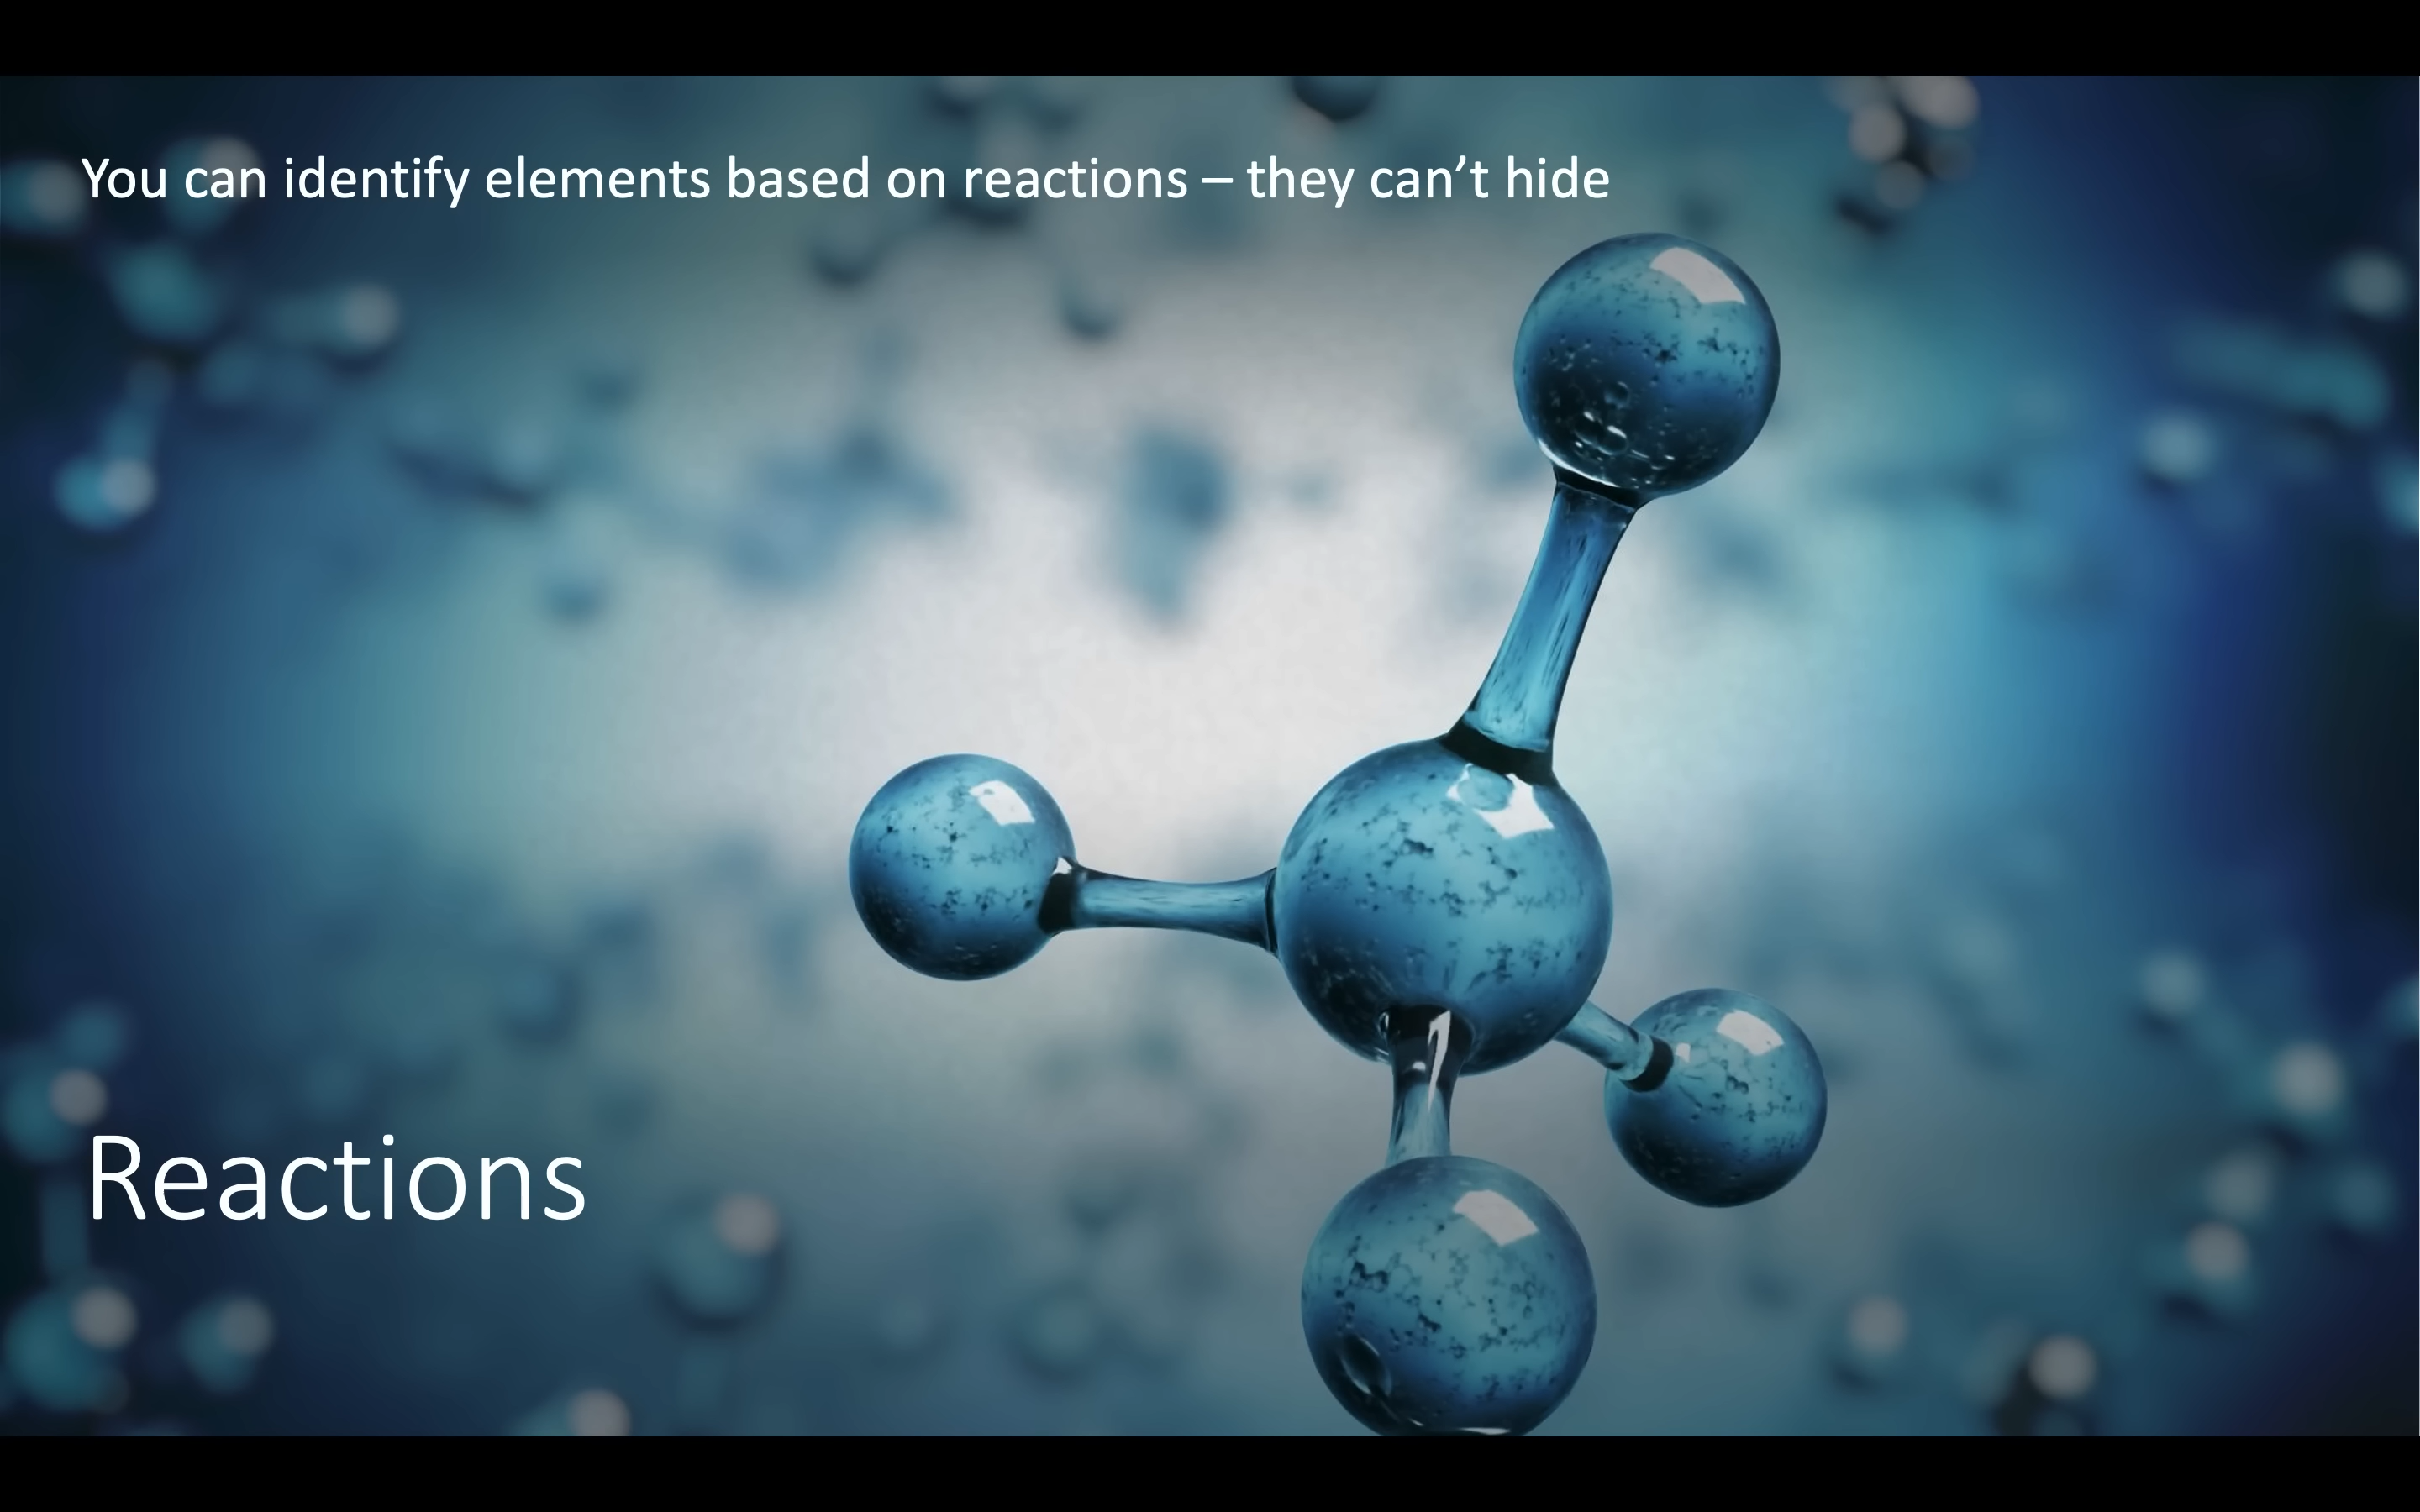 You can identify elements based on reactions – they can’t hide
Reactions